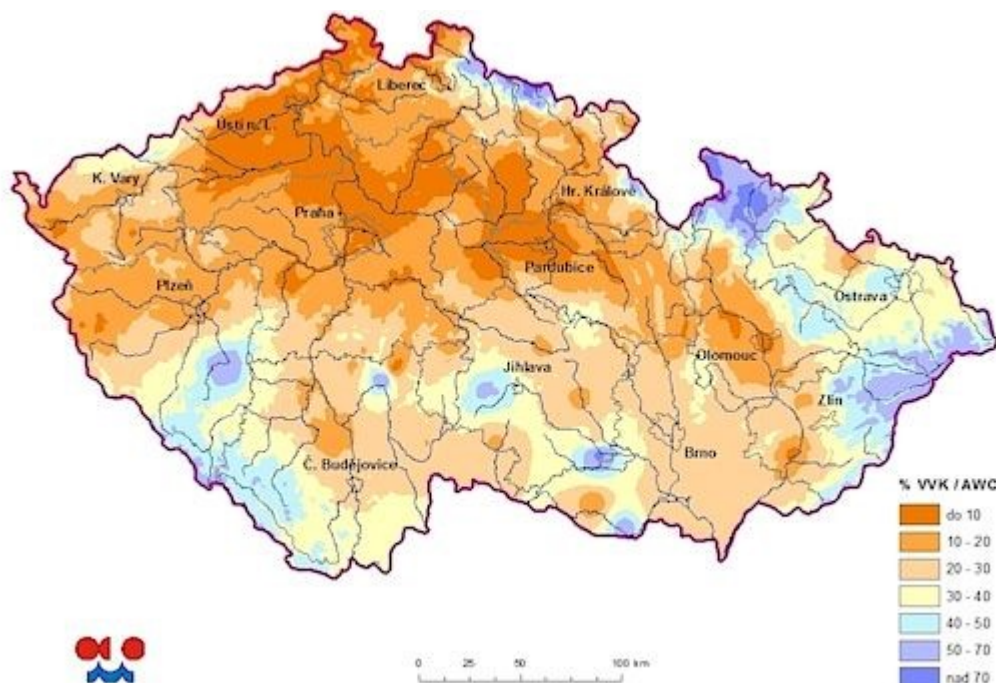 Liberec
Ústí n. L.
K. Vary
Hr. Králové
Praha
Pardubice
Plzeň
Ostrava
Olomouc
Jihlava
Zlín
Brno
Č. Budějovice
% VVK / AWC
do 10
10 - 20
20 - 30
30 - 40
40 - 50
50 - 70
nad 70
0 25 50 100 km